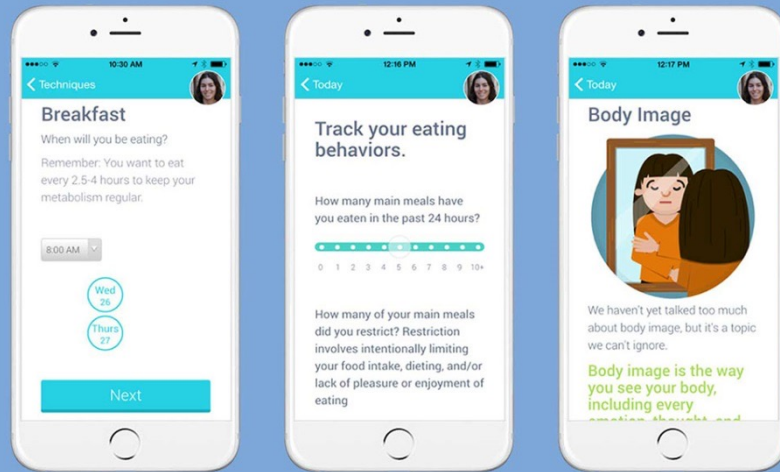 10:30 AM
Techniques
Breakfast
When will you be eating?
Remember: You want to eat
every 2.5-4 hours to keep your
metabolism regular.
8:00 AM
Wed
26
Thurs
27
Next
12:16 PM
Today
Track your eating
behaviors.
How many main meals have
you eaten in the past 24 hours?
0 1 2 3 4 5 6 7 8 9 10+
How many of your main meals
did you restrict? Restriction
involves intentionally limiting
your food intake, dieting, and/or
lack of pleasure or enjoyment of
eating
12:17 PM
Today
Body Image
We haven't yet talked too much
about body image, but it's a topic
we can't ignore.
Body image is the way
you see your body,
including every
emotion, thought, and